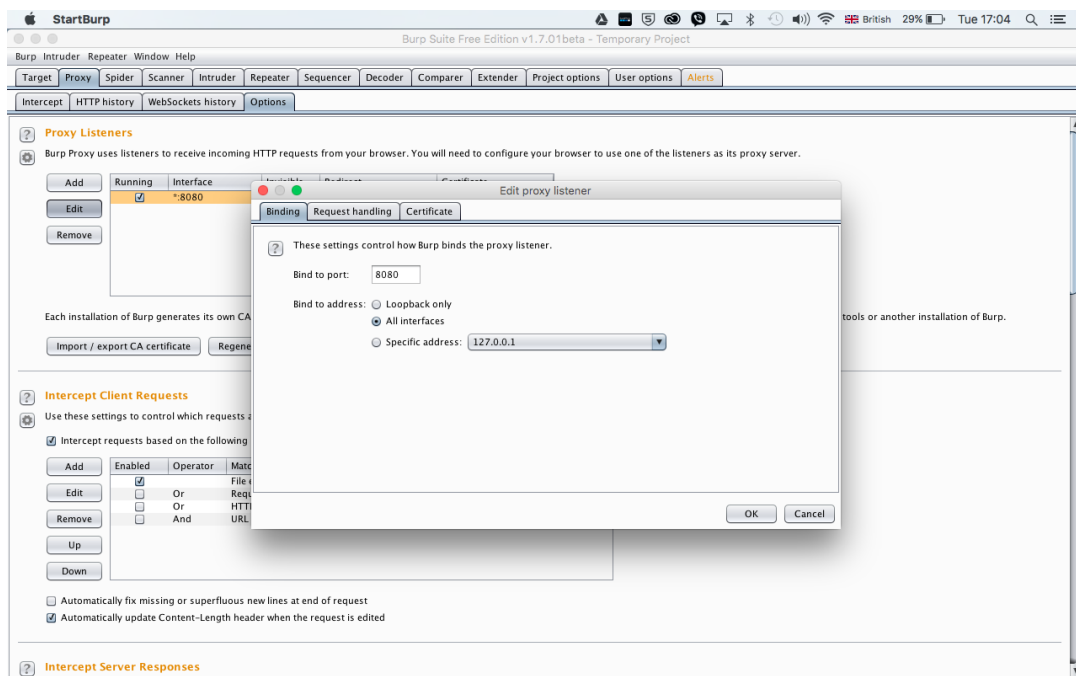 StartBurp British 29% Tue 17:04
Burp Suite Free Edition v1.7.01beta - Temporary Project
Burp Intruder Repeater Window Help
Target Proxy Spider Scanner Intruder Repeater Sequencer Decoder Comparer Extender Project options User options Alerts
Intercept HTTP history WebSockets history Options
? Proxy Listeners
Burp Proxy uses listeners to receive incoming HTTP requests from your browser. You will need to configure your browser to use one of the listeners as its proxy server.
Add Running Interface Invisible Redirect Certificate
*:8080
Edit
Remove
Edit proxy listener
Binding Request handling Certificate
? These settings control how Burp binds the proxy listener.
Bind to port: 8080
Bind to address: Loopback only
All interfaces
Specific address: 127.0.0.1
OK Cancel
Each installation of Burp generates its own CA tools or another installation of Burp.
Import / export CA certificate Regene
? Intercept Client Requests
Use these settings to control which requests a
Intercept requests based on the following
Add Enabled Operator Matc
File e
Edit Or Requ
Or HTTI
Remove And URL
Up
Down
Automatically fix missing or superfluous new lines at end of request
Automatically update Content-Length header when the request is edited
? Intercept Server Responses